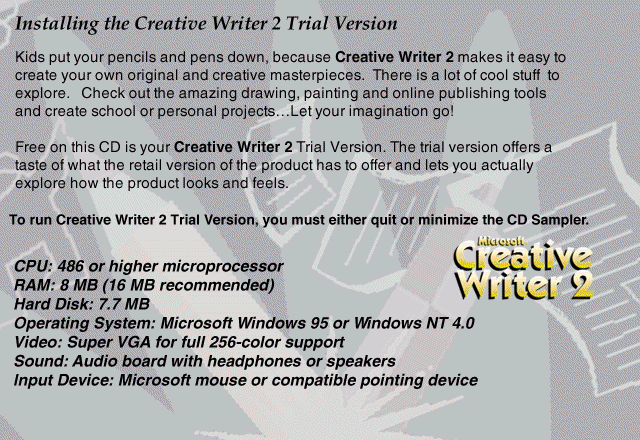 Installing the Creative Writer 2 Trial Version
Kids put your pencils and pens down, because Creative Writer 2 makes it easy to
create your own original and creative masterpieces.  There is a lot of cool stuff  to
explore.   Check out the amazing drawing, painting and online publishing tools
and create school or personal projects…Let your imagination go!
Free on this CD is your Creative Writer 2 Trial Version. The trial version offers a
taste of what the retail version of the product has to offer and lets you actually
explore how the product looks and feels.
To run Creative Writer 2 Trial Version, you must either quit or minimize the CD Sampler.
Microsoft
Creative
Writer 2
CPU: 486 or higher microprocessor
RAM: 8 MB (16 MB recommended)
Hard Disk: 7.7 MB
Operating System: Microsoft Windows 95 or Windows NT 4.0
Video: Super VGA for full 256-color support
Sound: Audio board with headphones or speakers
Input Device: Microsoft mouse or compatible pointing device